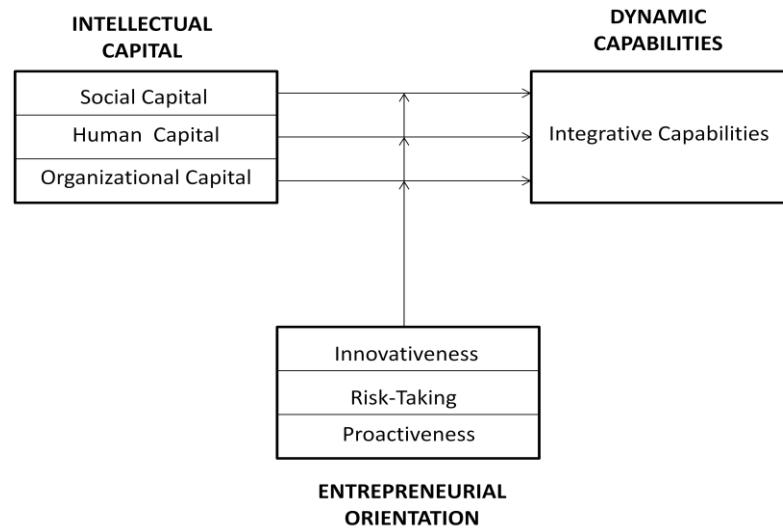 INTELLECTUAL
CAPITAL
Social Capital
Human Capital
Organizational Capital
DYNAMIC
CAPABILITIES
Integrative Capabilities
Innovativeness
Risk-Taking
Proactiveness
ENTREPRENEURIAL
ORIENTATION